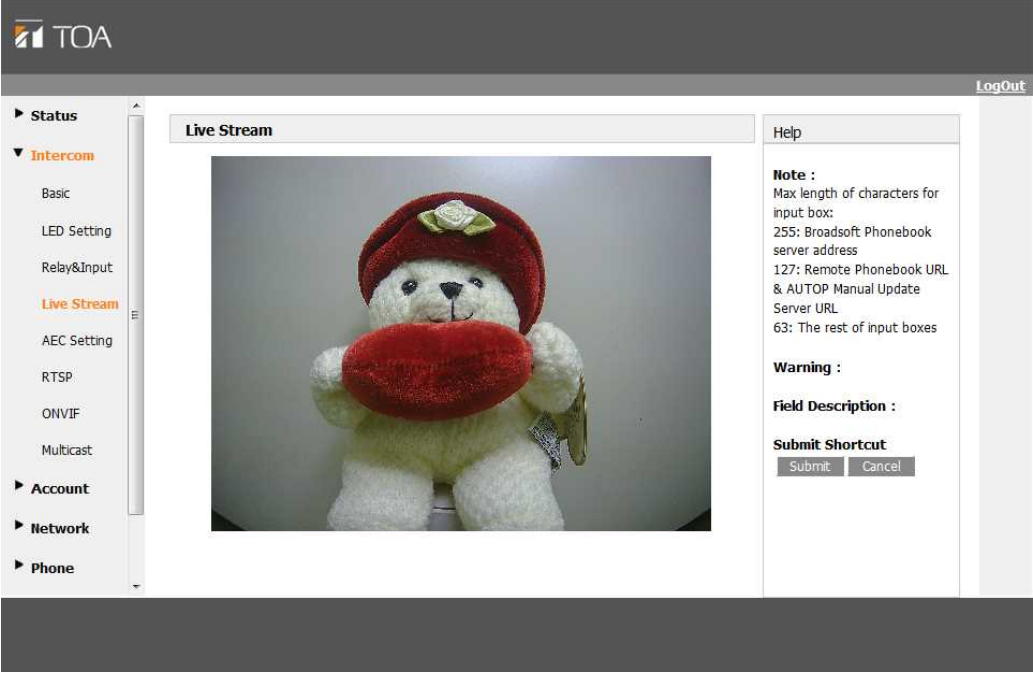 TOA
LogOut
Status
Intercom
Basic
LED Setting
Relay&Input
Live Stream
AEC Setting
RTSP
ONVIF
Multicast
Account
Network
Phone
Live Stream
Help
Note :
Max length of characters for
input box:
255: Broadsoft Phonebook
server address
127: Remote Phonebook URL
& AUTOP Manual Update
Server URL
63: The rest of input boxes
Warning :
Field Description :
Submit Shortcut
Submit Cancel